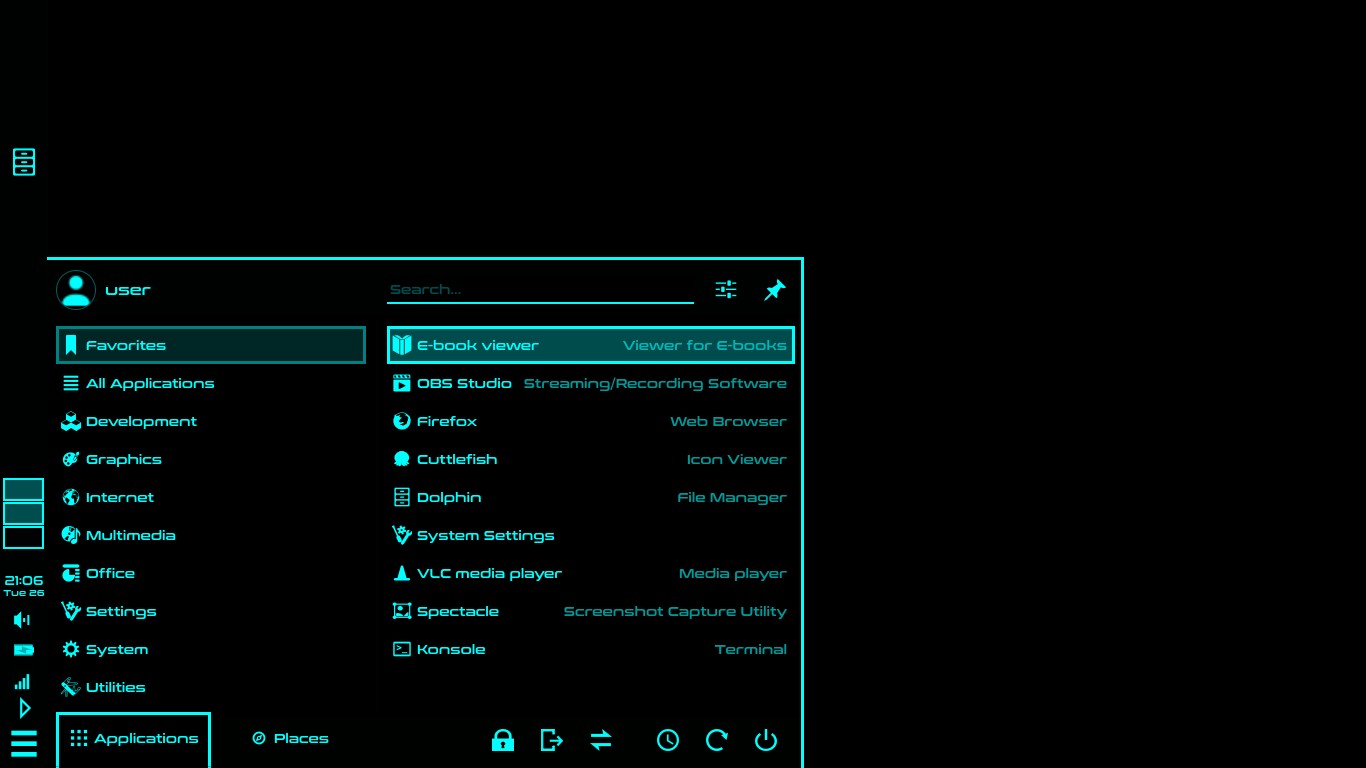 user
Search...
Favorites
All Applications
Development
Graphics
Internet
Multimedia
Office
Settings
System
Utilities
E-book viewer Viewer for E-books
OBS Studio Streaming/Recording Software
Firefox Web Browser
Cuttlefish Icon Viewer
Dolphin File Manager
System Settings
VLC media player Media player
Spectacle Screenshot Capture Utility
Konsole Terminal
21:06
Tue 26
Applications
Places